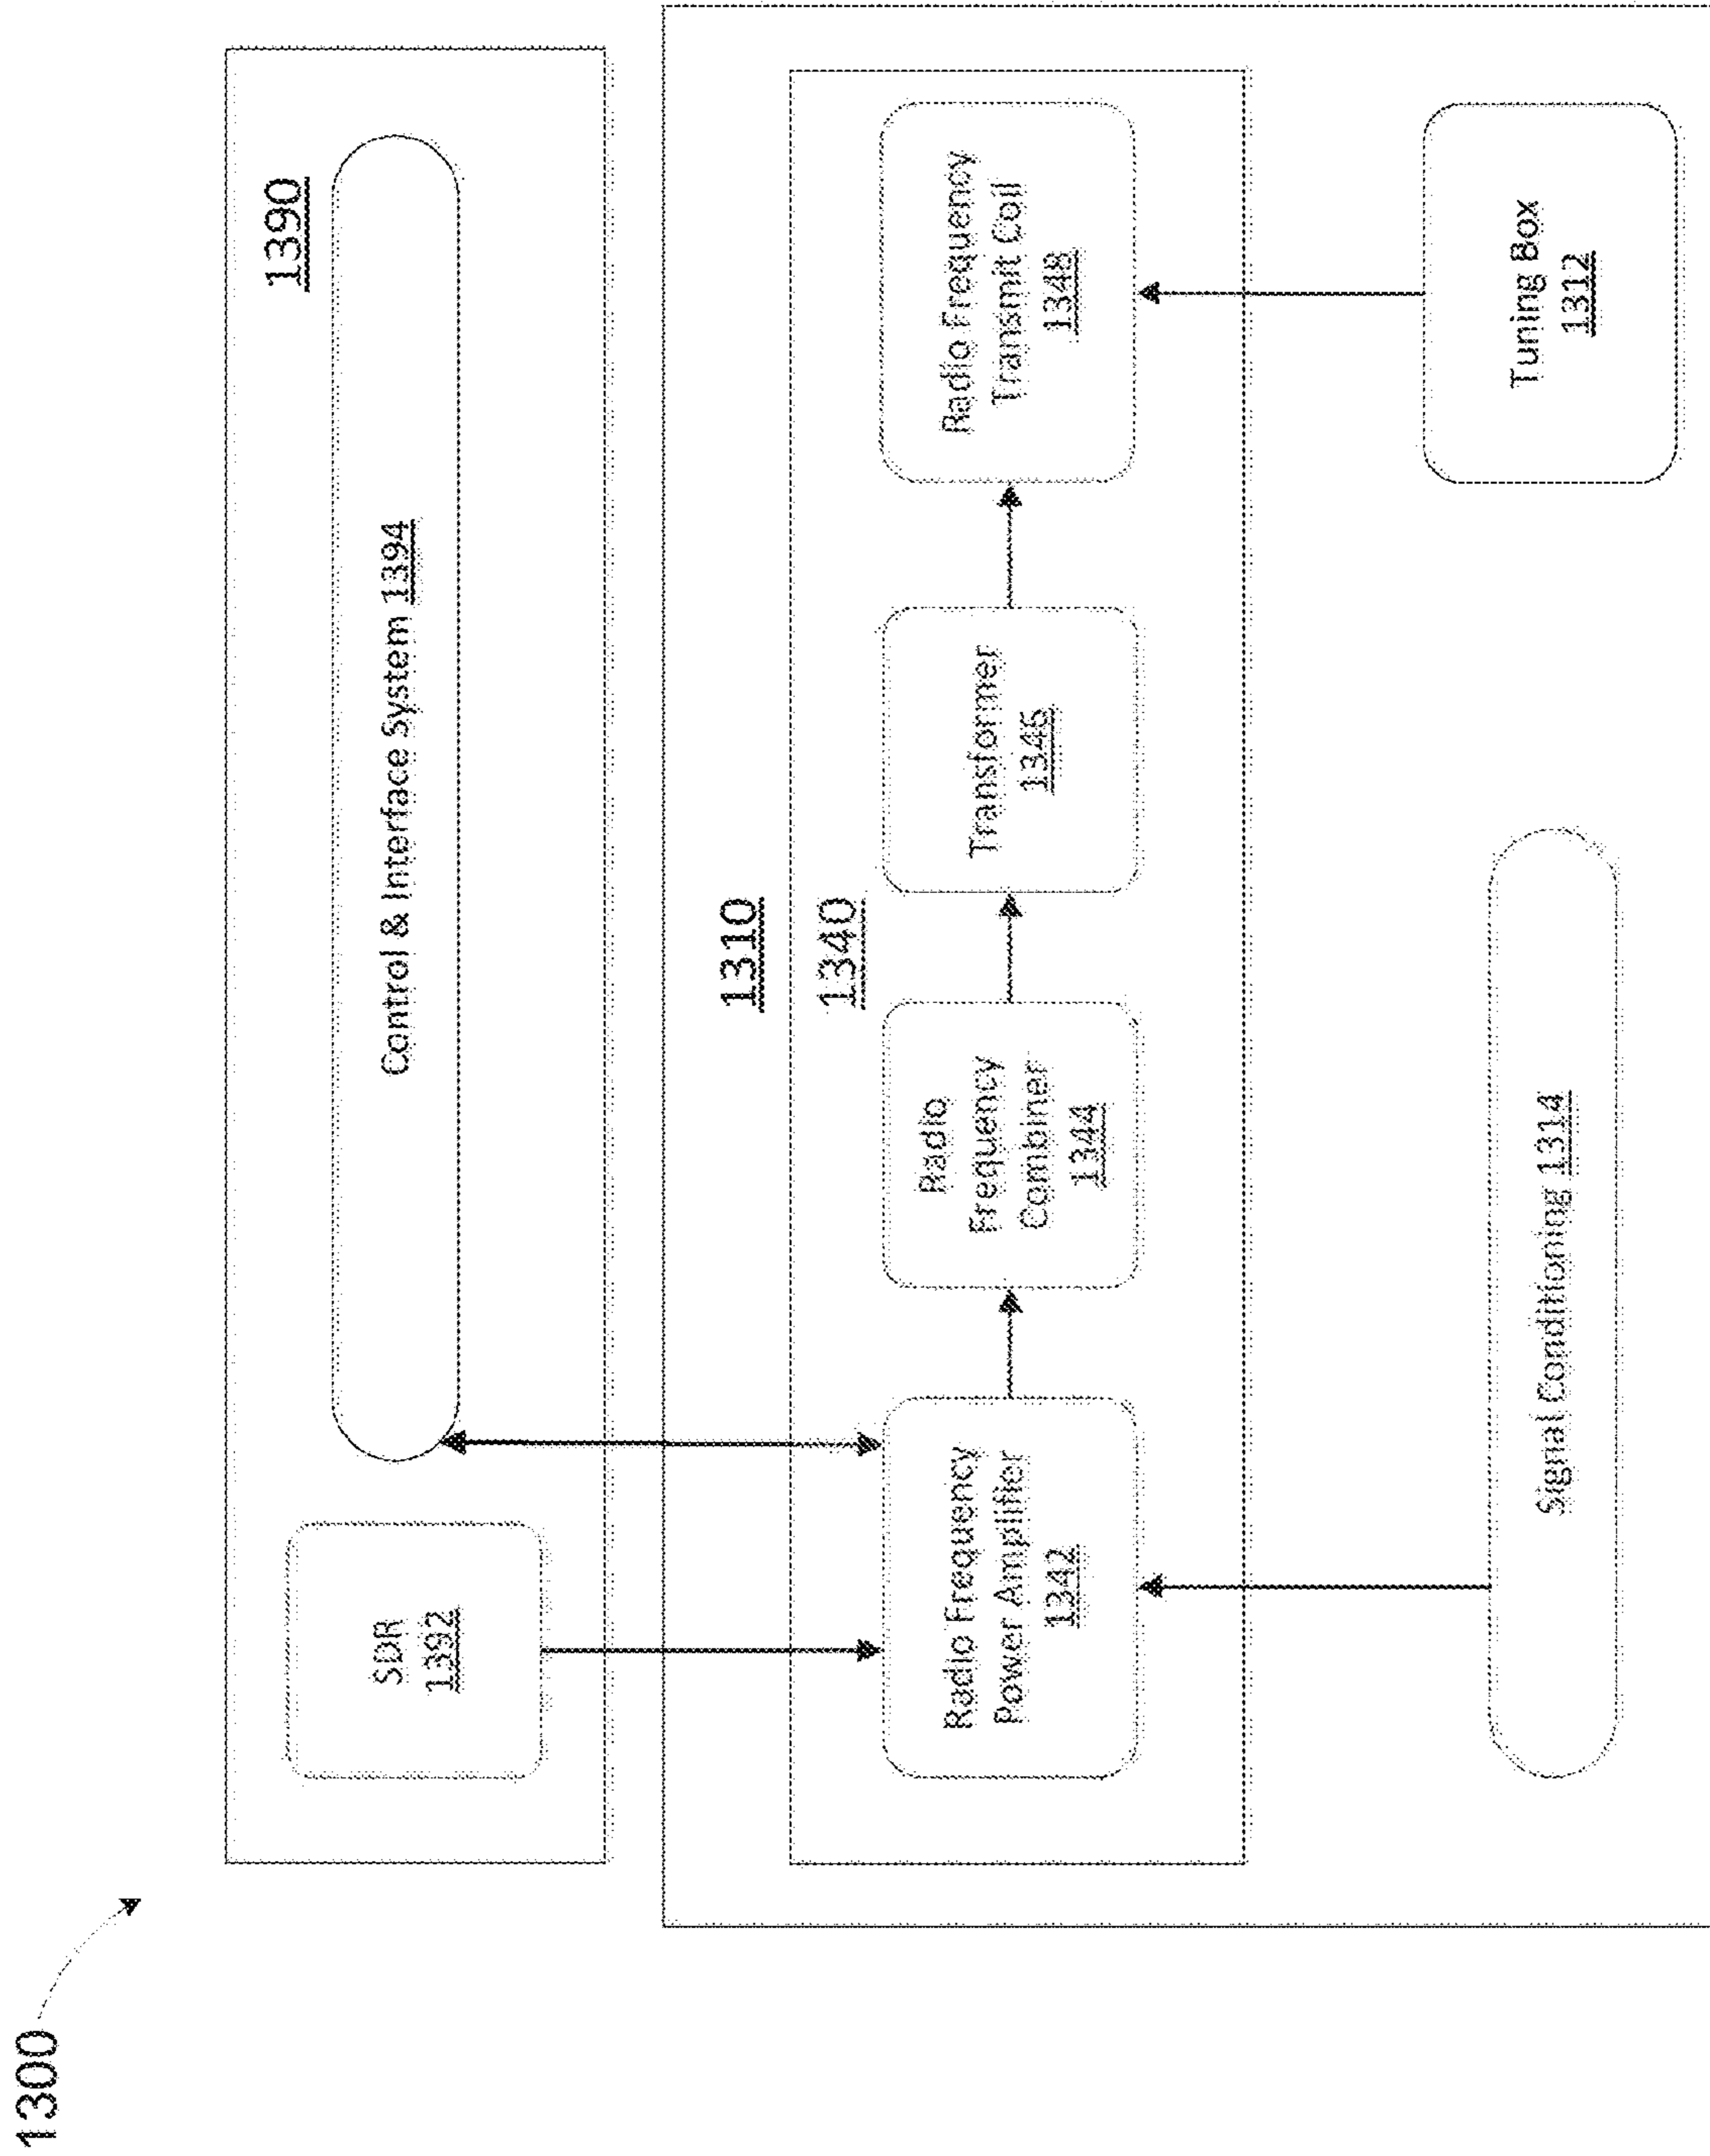 1300
1390
SDR
1392
Control & Interface System 1394
1310
1340
Radio Frequency
Power Amplifier
1342
Radio
Frequency
Combiner
1344
Transformer
1346
Radio Frequency
Transmit Coil
1348
Signal Conditioning 1314
Tuning Box
1312